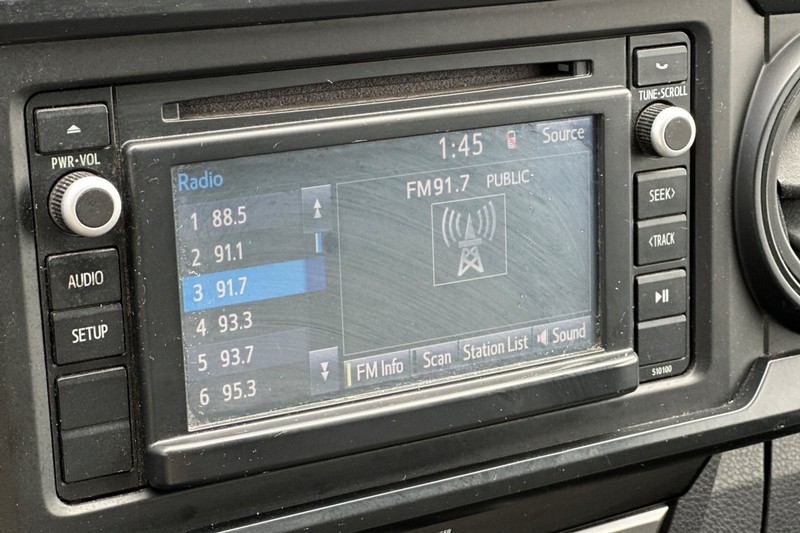 PWR•VOL
AUDIO
SETUP
1:45
Source
Radio
FM91.7 PUBLIC-
1 88.5
2 91.1
3 91.7
4 93.3
5 93.7
6 95.3
FM Info
Scan
Station List
Sound
TUNE•SCROLL
SEEK>
<TRACK
510100